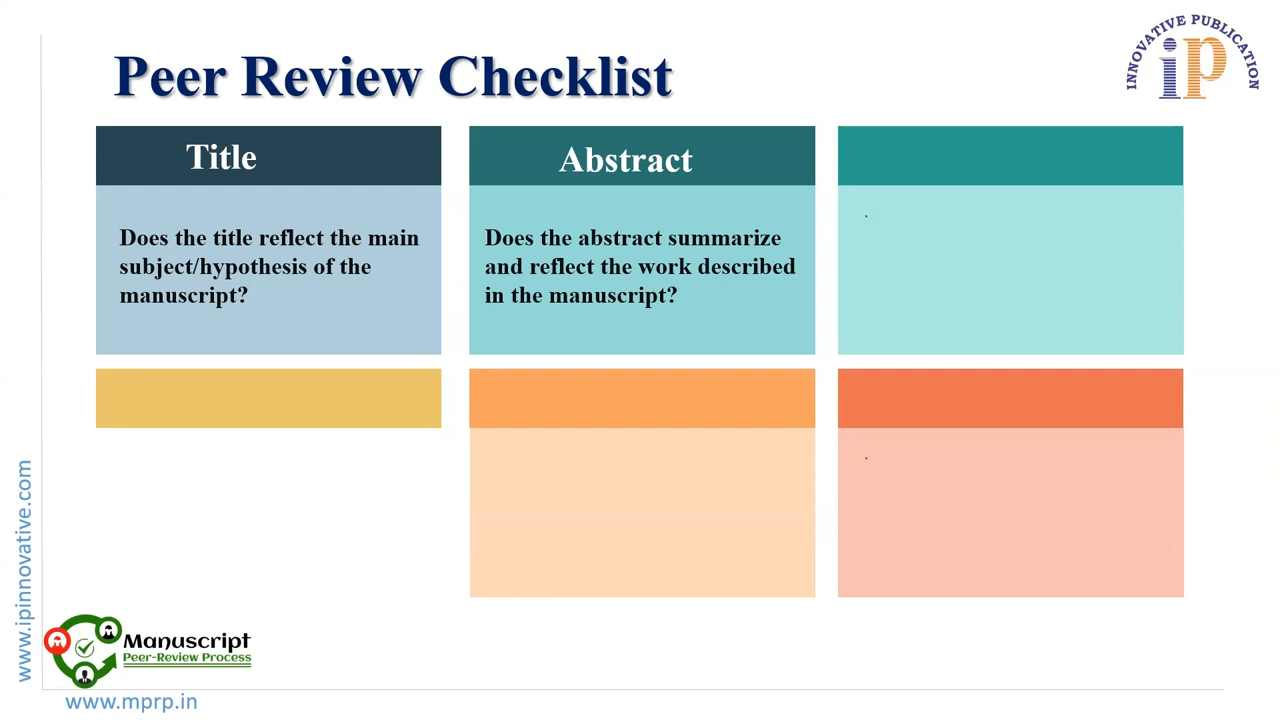 Peer Review Checklist
INNOVATIVE PUBLICATION
iP
Title
Abstract
Does the title reflect the main
subject/hypothesis of the
manuscript?
Does the abstract summarize
and reflect the work described
in the manuscript?
.
.
www.ipinnovative.com
Manuscript
Peer-Review Process
www.mprp.in